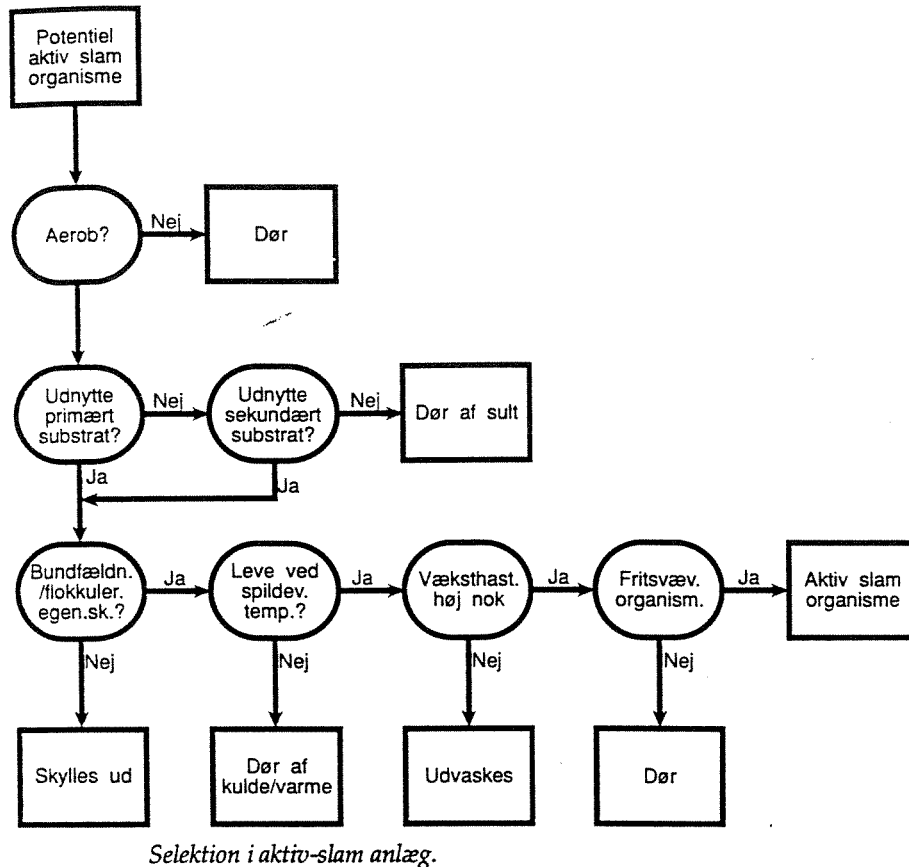 Potentiel
aktiv slam
organisme
Aerob?
Nej
Dør
Udnytte
primært
substrat?
Nej
Udnytte
sekundært
substrat?
Nej
Dør af sult
Ja
Ja
Bundfældn.
/flokkuler.
egen.sk.?
Ja
Leve ved
spildev.
temp.?
Ja
Væksthast.
høj nok
Ja
Fritsvæv.
organism.
Ja
Aktiv slam
organisme
Nej
Nej
Nej
Nej
Skylles ud
Dør af
kulde/varme
Udvaskes
Dør
Selektion i aktiv-slam anlæg.